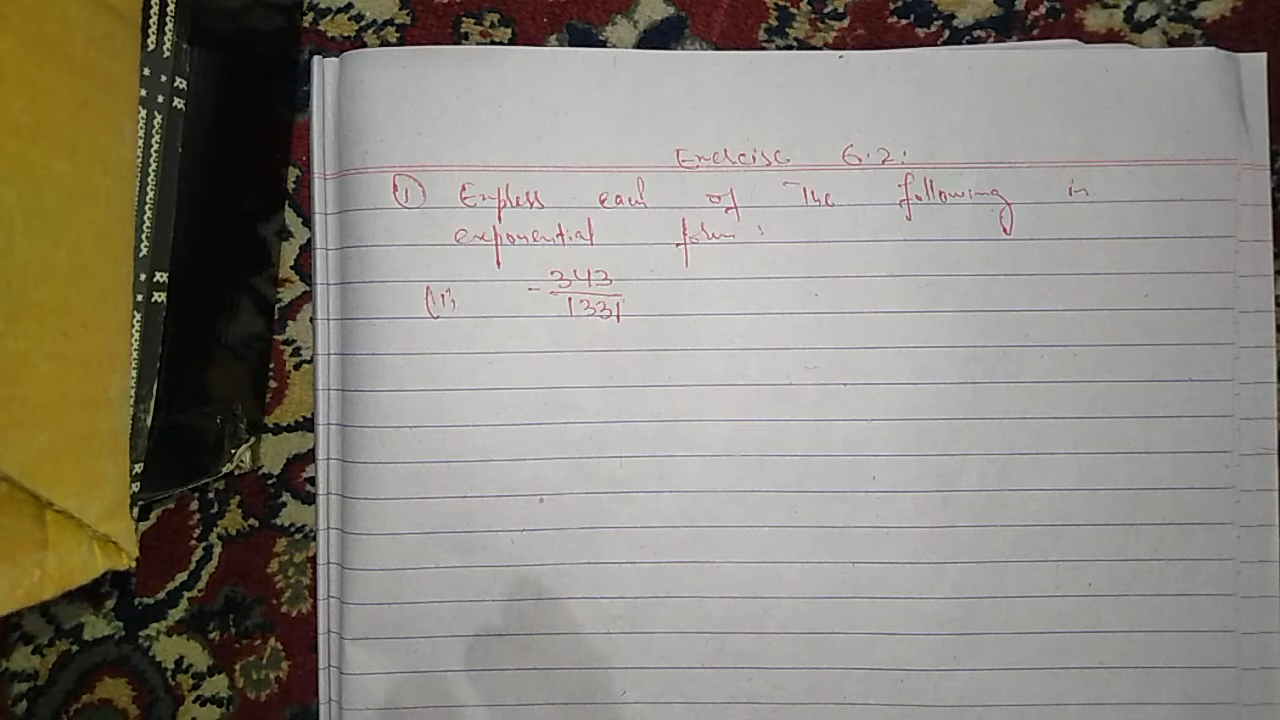 Exercise 6.2:
① Express each of the following in
exponential form:
(i) - 343
1331